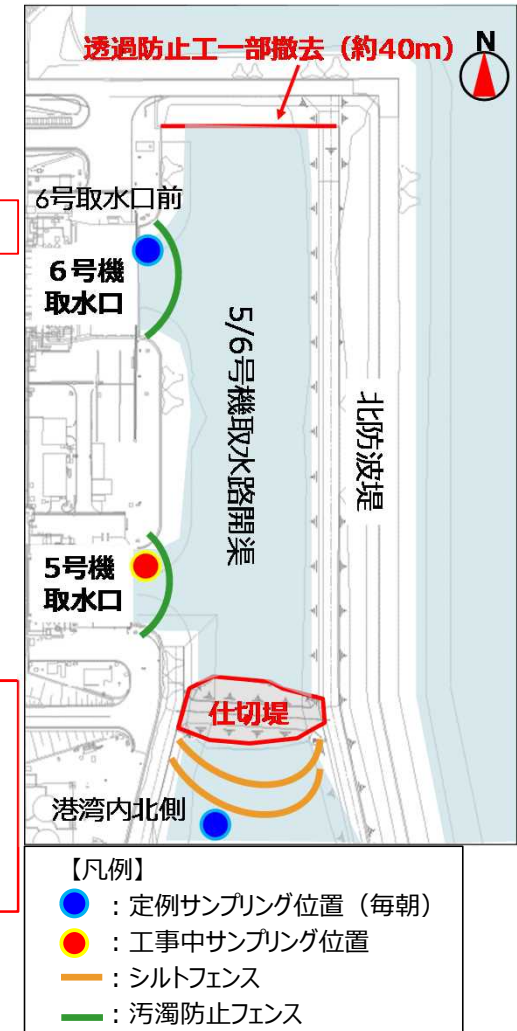 透過防止工一部撤去（約40m）
N
6号取水口前
6号機
取水口
5/6号機取水路開渠
北防波堤
5号機
取水口
仕切堤
港湾内北側
【凡例】
：定例サンプリング位置（毎朝）
：工事中サンプリング位置
：シルトフェンス
：汚濁防止フェンス